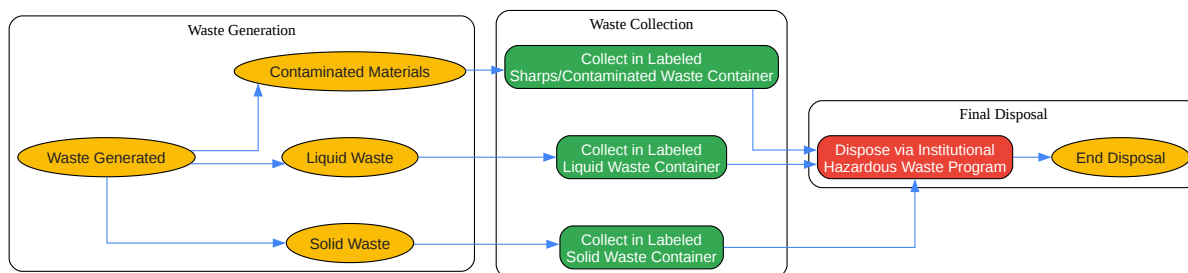 Waste Generation
Waste Generated
Contaminated Materials
Liquid Waste
Solid Waste
Waste Collection
Collect in Labeled
Sharps/Contaminated Waste Container
Collect in Labeled
Liquid Waste Container
Collect in Labeled
Solid Waste Container
Final Disposal
Dispose via Institutional
Hazardous Waste Program
End Disposal